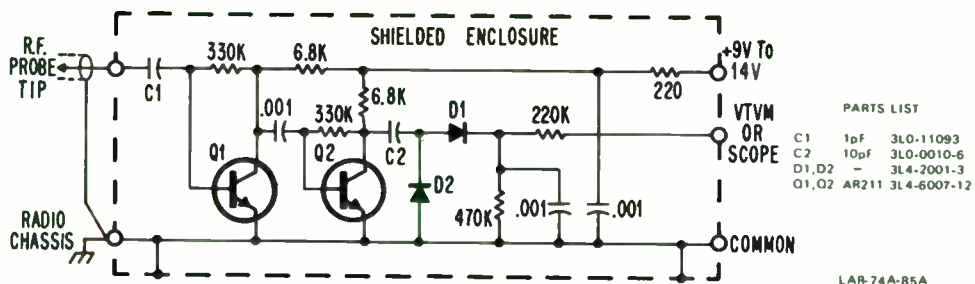 SHIELDED ENCLOSURE
R.F.
PROBE
TIP
C1
330K
6.8K
+9V To
14V
220
6.8K
.001
330K
C2
D1
220K
VTVM
OR
SCOPE
Q1
Q2
D2
470K
.001
.001
RADIO
CHASSIS
COMMON
PARTS LIST
C1 1pF 3L0-11093
C2 10pF 3L0-0010-6
D1,D2 - 3L4-2001-3
Q1,Q2 AR211 3L4-6007-12
LAR-74A-85A